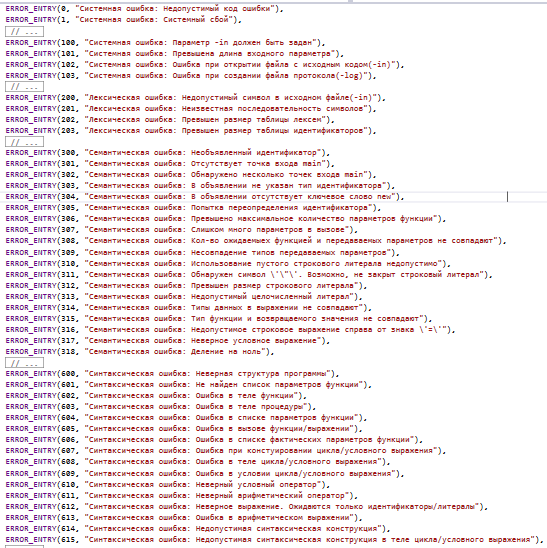 ERROR_ENTRY(0, "Системная ошибка: Недопустимый код ошибки"),
ERROR_ENTRY(1, "Системная ошибка: Системный сбой"),
// ...
ERROR_ENTRY(100, "Системная ошибка: Параметр -in должен быть задан"),
ERROR_ENTRY(101, "Системная ошибка: Превышена длина входного параметра"),
ERROR_ENTRY(102, "Системная ошибка: Ошибка при открытии файла с исходным кодом(-in)"),
ERROR_ENTRY(103, "Системная ошибка: Ошибка при создании файла протокола(-log)"),
// ...
ERROR_ENTRY(200, "Лексическая ошибка: Недопустимый символ в исходном файле(-in)"),
ERROR_ENTRY(201, "Лексическая ошибка: Неизвестная последовательность символов"),
ERROR_ENTRY(202, "Лексическая ошибка: Превышен размер таблицы лексем"),
ERROR_ENTRY(203, "Лексическая ошибка: Превышен размер таблицы идентификаторов"),
// ...
ERROR_ENTRY(300, "Семантическая ошибка: Необъявленный идентификатор"),
ERROR_ENTRY(301, "Семантическая ошибка: Отсутствует точка входа main"),
ERROR_ENTRY(302, "Семантическая ошибка: Обнаружено несколько точек входа main"),
ERROR_ENTRY(303, "Семантическая ошибка: В объявлении не указан тип идентификатора"),
ERROR_ENTRY(304, "Семантическая ошибка: В объявлении отсутствует ключевое слово new"),
ERROR_ENTRY(305, "Семантическая ошибка: Попытка переопределения идентификатора"),
ERROR_ENTRY(306, "Семантическая ошибка: Превышено максимальное количество параметров функции"),
ERROR_ENTRY(307, "Семантическая ошибка: Слишком много параметров в вызове"),
ERROR_ENTRY(308, "Семантическая ошибка: Кол-во ожидаемыех функцией и передаваемых параметров не совпадают"),
ERROR_ENTRY(309, "Семантическая ошибка: Несовпадение типов передаваемых параметров"),
ERROR_ENTRY(310, "Семантическая ошибка: Использование пустого строкового литерала недопустимо"),
ERROR_ENTRY(311, "Семантическая ошибка: Обнаружен символ \'\"\'. Возможно, не закрыт строковый литерал"),
ERROR_ENTRY(312, "Семантическая ошибка: Превышен размер строкового литерала"),
ERROR_ENTRY(313, "Семантическая ошибка: Недопустимый целочисленный литерал"),
ERROR_ENTRY(314, "Семантическая ошибка: Типы данных в выражении не совпадают"),
ERROR_ENTRY(315, "Семантическая ошибка: Тип функции и возвращаемого значения не совпадают"),
ERROR_ENTRY(316, "Семантическая ошибка: Недопустимое строковое выражение справа от знака \'=\'"),
ERROR_ENTRY(317, "Семантическая ошибка: Неверное условное выражение"),
ERROR_ENTRY(318, "Семантическая ошибка: Деление на ноль"),
// ...
ERROR_ENTRY(600, "Синтаксическая ошибка: Неверная структура программы"),
ERROR_ENTRY(601, "Синтаксическая ошибка: Не найден список параметров функции"),
ERROR_ENTRY(602, "Синтаксическая ошибка: Ошибка в теле функции"),
ERROR_ENTRY(603, "Синтаксическая ошибка: Ошибка в теле процедуры"),
ERROR_ENTRY(604, "Синтаксическая ошибка: Ошибка в списке параметров функции"),
ERROR_ENTRY(605, "Синтаксическая ошибка: Ошибка в вызове функции/выражении"),
ERROR_ENTRY(606, "Синтаксическая ошибка: Ошибка в списке фактических параметров функции"),
ERROR_ENTRY(607, "Синтаксическая ошибка: Ошибка при констуировании цикла/условного выражения"),
ERROR_ENTRY(608, "Синтаксическая ошибка: Ошибка в теле цикла/условного выражения"),
ERROR_ENTRY(609, "Синтаксическая ошибка: Ошибка в условии цикла/условного выражения"),
ERROR_ENTRY(610, "Синтаксическая ошибка: Неверный условный оператор"),
ERROR_ENTRY(611, "Синтаксическая ошибка: Неверный арифметический оператор"),
ERROR_ENTRY(612, "Синтаксическая ошибка: Неверное выражение. Ожидаются только идентификаторы/литералы"),
ERROR_ENTRY(613, "Синтаксическая ошибка: Ошибка в арифметическом выражении"),
ERROR_ENTRY(614, "Синтаксическая ошибка: Недопустимая синтаксическая конструкция"),
ERROR_ENTRY(615, "Синтаксическая ошибка: Недопустимая синтаксическая конструкция в теле цикла/условного выражения"),